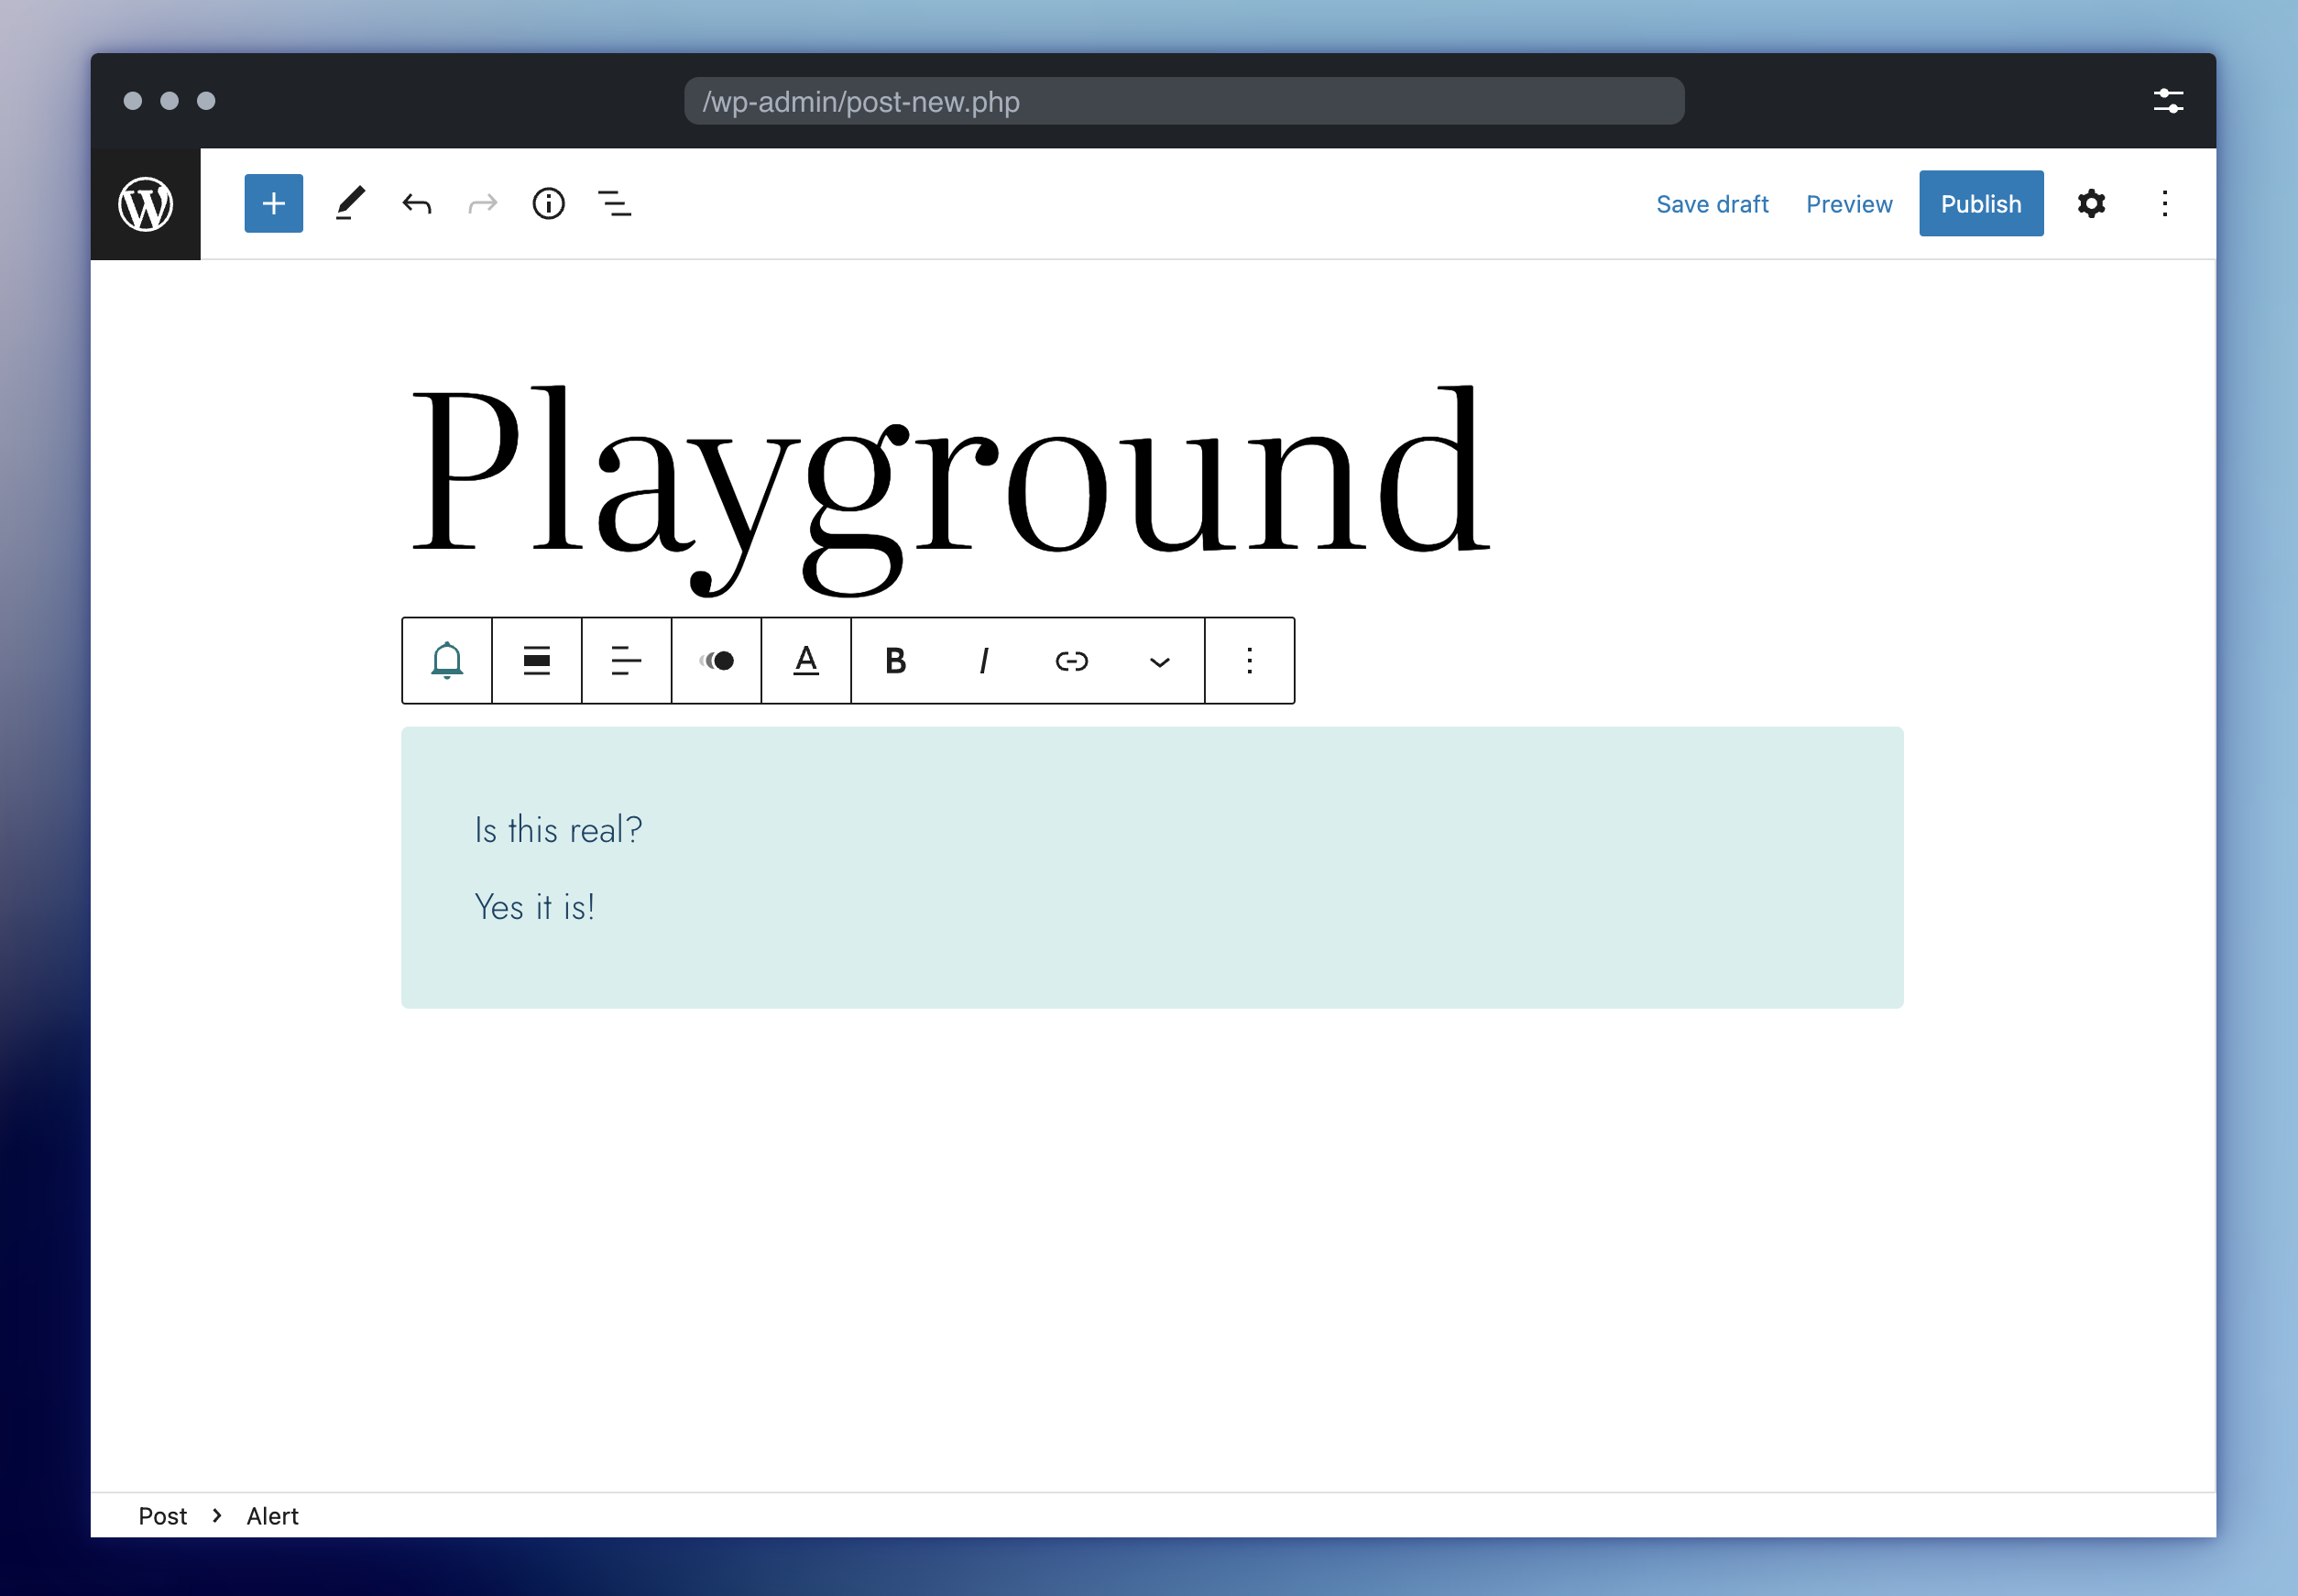 /wp-admin/post-new.php
Save draft Preview Publish
Playground
A B I
Is this real?
Yes it is!
Post > Alert